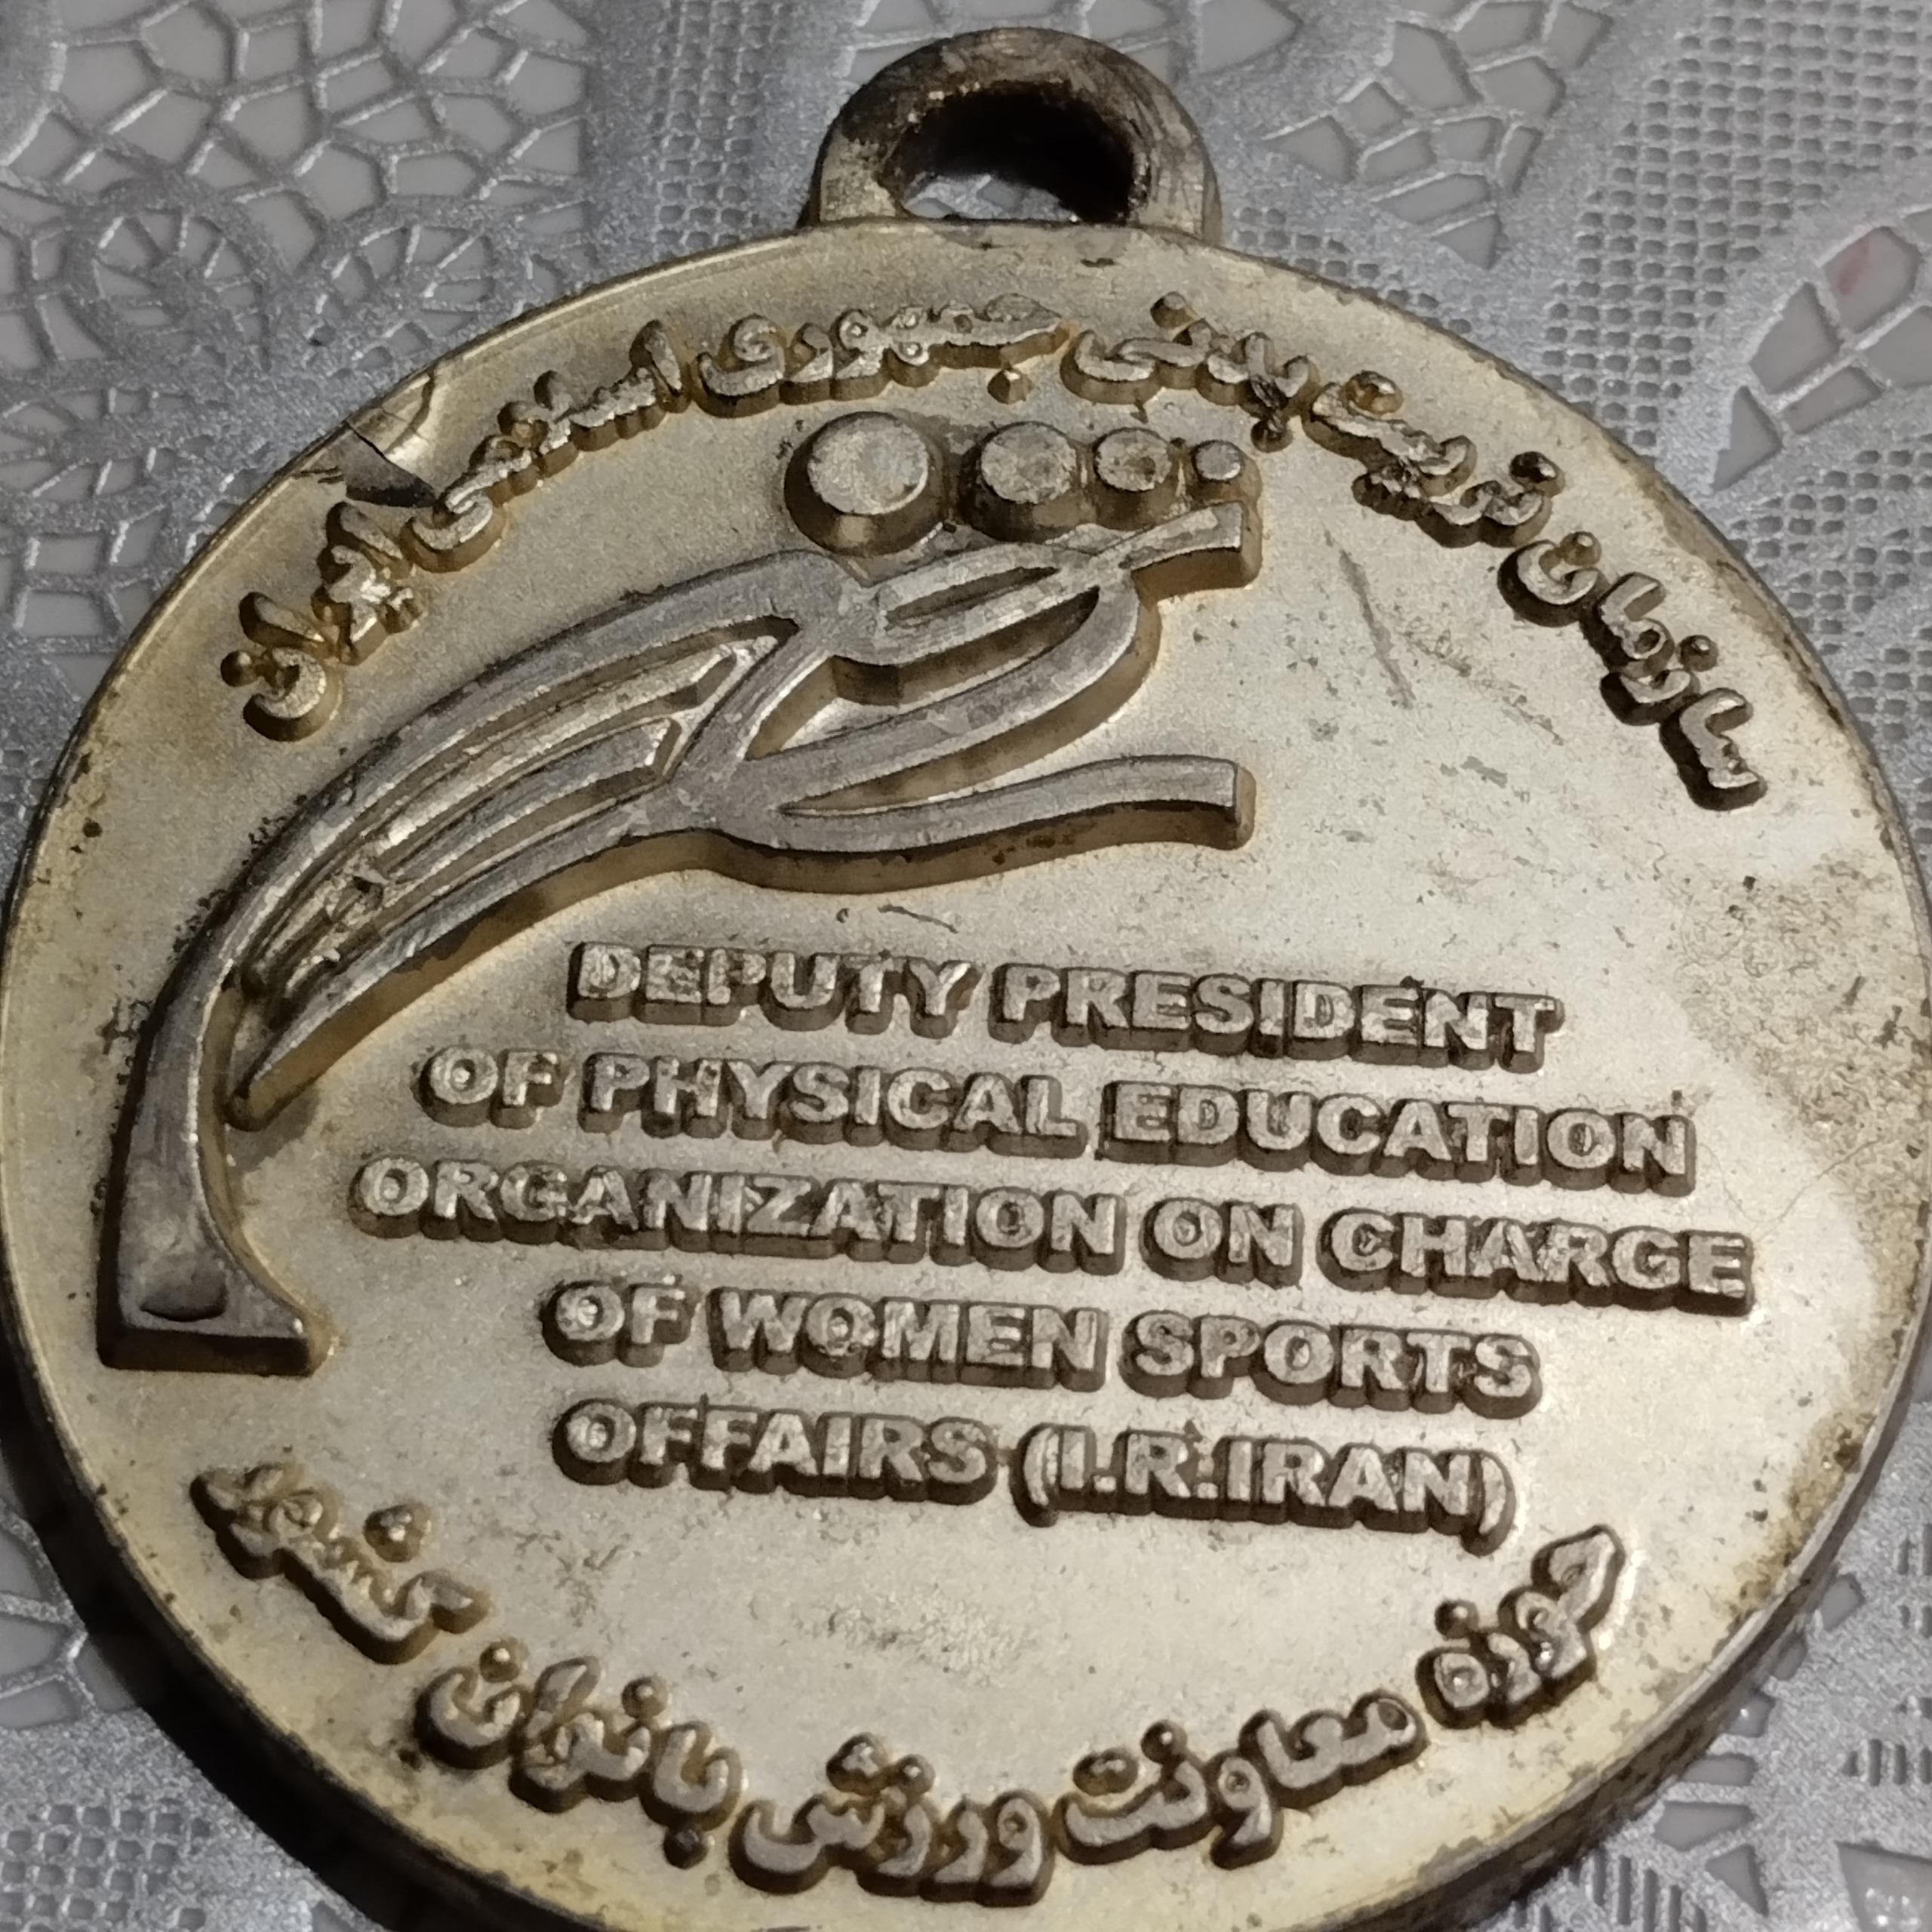 سازمان تربیت بدنی جمهوری اسلامی ایران
DEPUTY PRESIDENT
OF PHYSICAL EDUCATION
ORGANIZATION ON CHARGE
OF WOMEN SPORTS
OFFAIRS (I.R.IRAN)
حوزه معاونت ورزش بانوان کشور